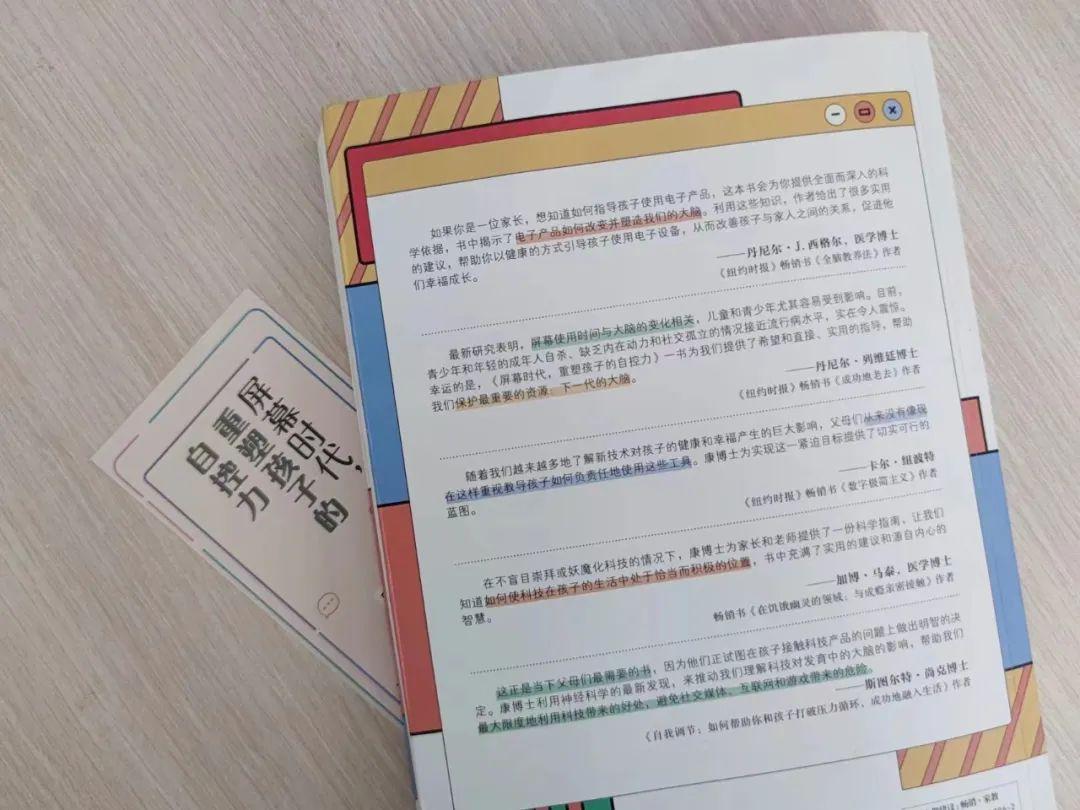 如果你是一位家长，想知道如何指导孩子使用电子产品，这本书会为你提供全面而深入的科
学依据，书中揭示了电子产品如何改变并塑造我们的大脑。利用这些知识，作者给出了很多实用
的建议，帮助你以健康的方式引导孩子使用电子设备，从而改善孩子与家人之间的关系，促进他
们幸福成长。
——丹尼尔·J.西格尔，医学博士
《纽约时报》畅销书《全脑教养法》作者
最新研究表明，屏幕使用时间与大脑的变化相关，儿童和青少年尤其容易受到影响。目前，
青少年和年轻的成年人自杀、缺乏内在动力和社交孤立的情况接近流行病水平，实在令人震惊。
幸运的是，《屏幕时代，重塑孩子的自控力》一书为我们提供了希望和直接、实用的指导，帮助
我们保护最重要的资源：下一代的大脑。
——丹尼尔·列维廷博士
《纽约时报》畅销书《成功地老去》作者
随着我们越来越多地了解新技术对孩子的健康和幸福产生的巨大影响，父母们从来没有像现
在这样重视教导孩子如何负责任地使用这些工具。康博士为实现这一紧迫目标提供了切实可行的
蓝图。
——卡尔·纽波特
《纽约时报》畅销书《数字极简主义》作者
在不盲目崇拜或妖魔化科技的情况下，康博士为家长和老师提供了一份科学指南，让我们
知道如何使科技在孩子的生活中处于恰当而积极的位置，书中充满了实用的建议和源自内心的
智慧。
——加博·马泰，医学博士
畅销书《在饥饿幽灵的领域：与成瘾亲密接触》作者
这正是当下父母们最需要的书，因为他们正试图在孩子接触科技产品的问题上做出明智的决
定。康博士利用神经科学的最新发现，来推动我们理解科技对发育中的大脑的影响，帮助我们
最大限度地利用科技带来的好处，避免社交媒体、互联网和游戏带来的危险。
——斯图尔特·尚克博士
《自我调节：如何帮助你和孩子打破压力循环，成功地融入生活》作者
屏幕时代，
重塑孩子的
自控力
畅销·家教